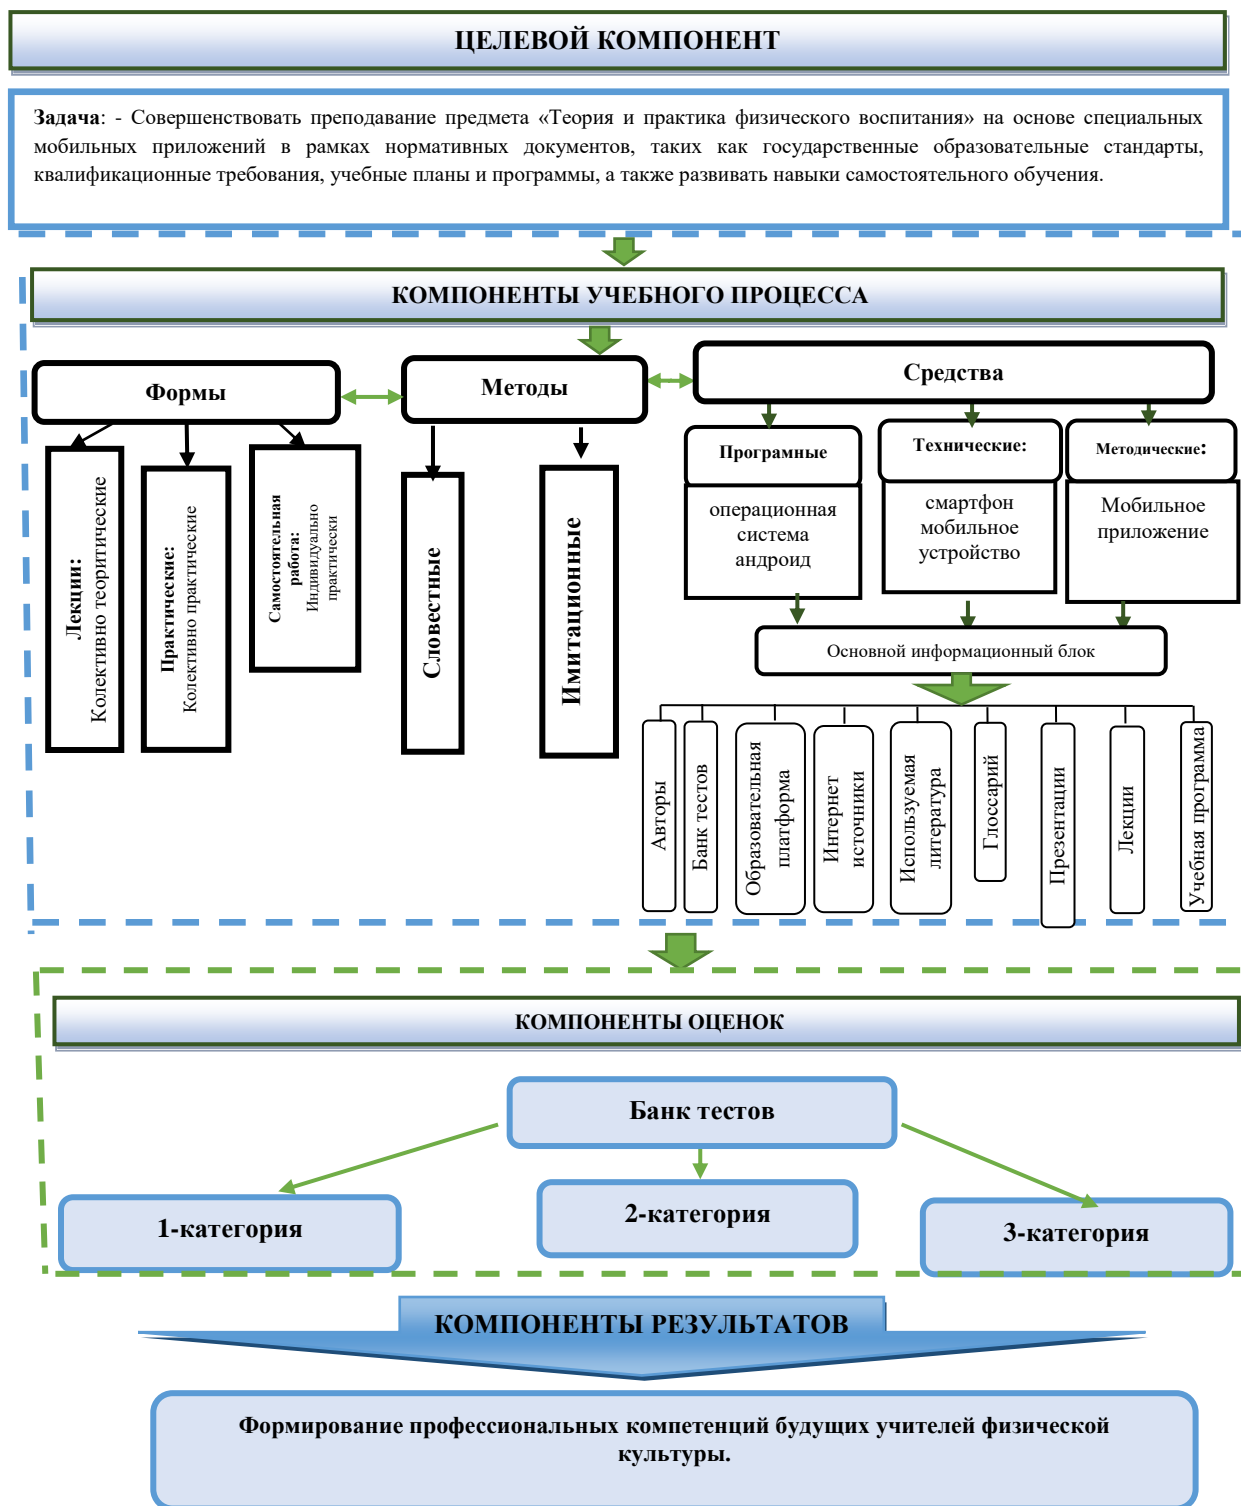 ЦЕЛЕВОЙ КОМПОНЕНТ
Задача: - Совершенствовать преподавание предмета «Теория и практика физического воспитания» на основе специальных
мобильных приложений в рамках нормативных документов, таких как государственные образовательные стандарты,
квалификационные требования, учебные планы и программы, а также развивать навыки самостоятельного обучения.
КОМПОНЕНТЫ УЧЕБНОГО ПРОЦЕССА
Формы
Методы
Средства
Лекции:
Колективно теоритические
Практические:
Колективно практические
Самостоятельная
работа:
Индивидуально
практически
Словестные
Имитационные
Програмные
операционная
система
андроид
Технические:
смартфон
мобильное
устройство
Методические:
Мобильное
приложение
Основной информационный блок
Авторы
Банк тестов
Образовательная
платформа
Интернет
источники
Используемая
литература
Глоссарий
Презентации
Лекции
Учебная программа
КОМПОНЕНТЫ ОЦЕНОК
Банк тестов
1-категория
2-категория
3-категория
КОМПОНЕНТЫ РЕЗУЛЬТАТОВ
Формирование профессиональных компетенций будущих учителей физической
культуры.